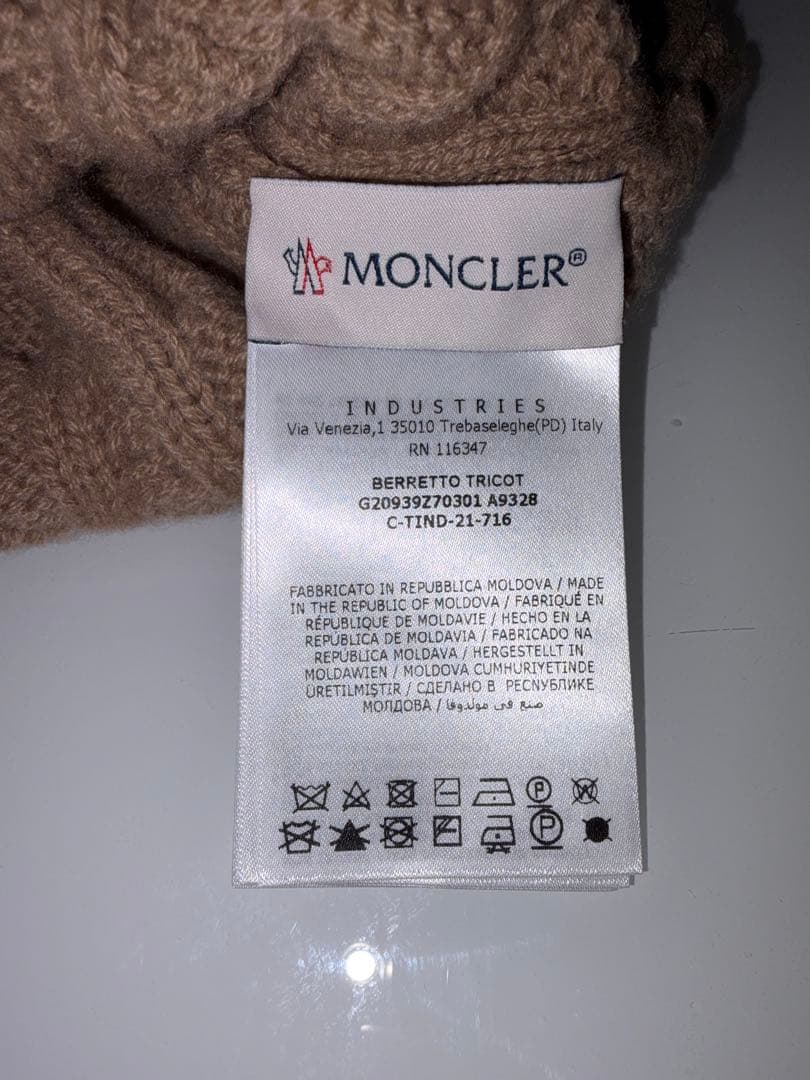 MONCLER®
INDUSTRIES
Via Venezia,1 35010 Trebaseleghe(PD) Italy
RN 116347
BERRETTO TRICOT
G20939Z70301 A9328
C-TIND-21-716
FABBRICATO IN REPUBBLICA MOLDOVA / MADE
IN THE REPUBLIC OF MOLDOVA / FABRIQUÉ EN
RÉPUBLIQUE DE MOLDAVIE / HECHO EN LA
REPÚBLICA DE MOLDAVIA / FABRICADO NA
REPÚBLICA MOLDAVA / HERGESTELLT IN
MOLDAWIEN / MOLDOVA CUMHURIYETINDE
ÜRETILMIŞTIR / СДЕЛАНО В РЕСПУБЛИКЕ
МОЛДОВА / صنع في مولدوفا
P W
P